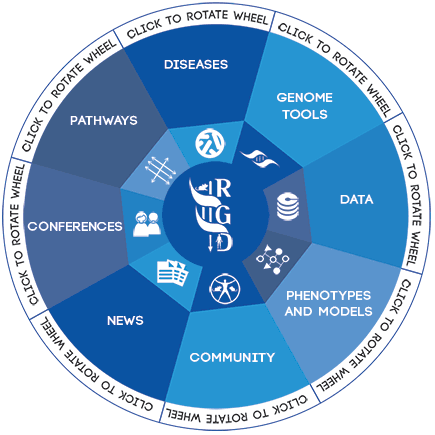 CLICK TO ROTATE WHEEL
DISEASES
CLICK TO ROTATE WHEEL
GENOME
TOOLS
CLICK TO ROTATE WHEEL
DATA
CLICK TO ROTATE WHEEL
PHENOTYPES
AND MODELS
CLICK TO ROTATE WHEEL
COMMUNITY
CLICK TO ROTATE WHEEL
NEWS
CLICK TO ROTATE WHEEL
CONFERENCES
CLICK TO ROTATE WHEEL
PATHWAYS
R
G
D